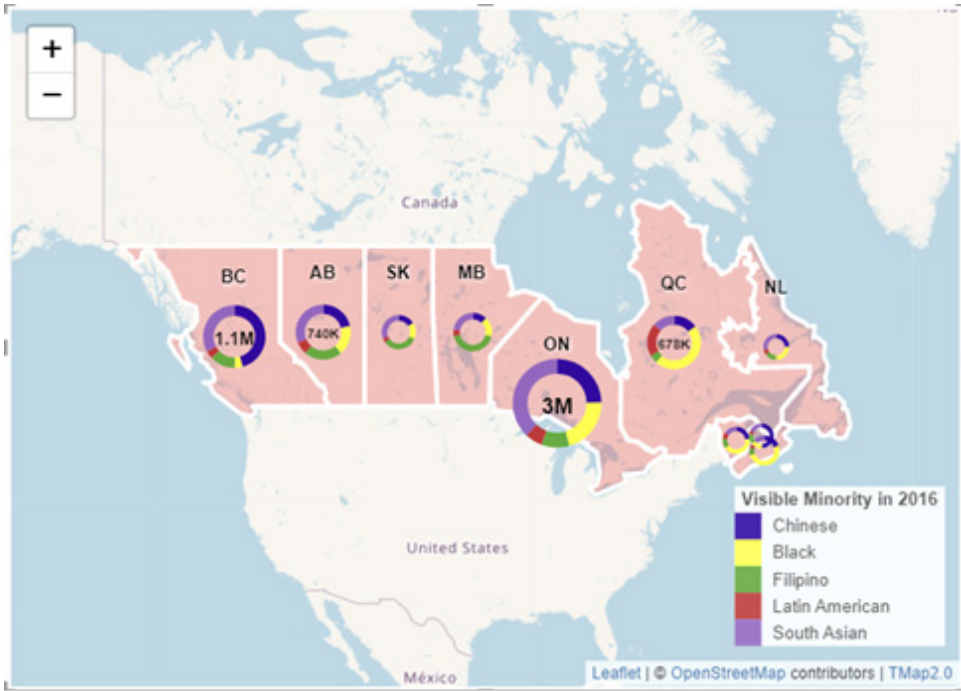 +
−
Canada
BC
AB
SK
MB
QC
NL
1.1M
740K
678K
ON
3M
Visible Minority in 2016
Chinese
Black
Filipino
Latin American
South Asian
United States
México
Leaflet | © OpenStreetMap contributors | TMap2.0